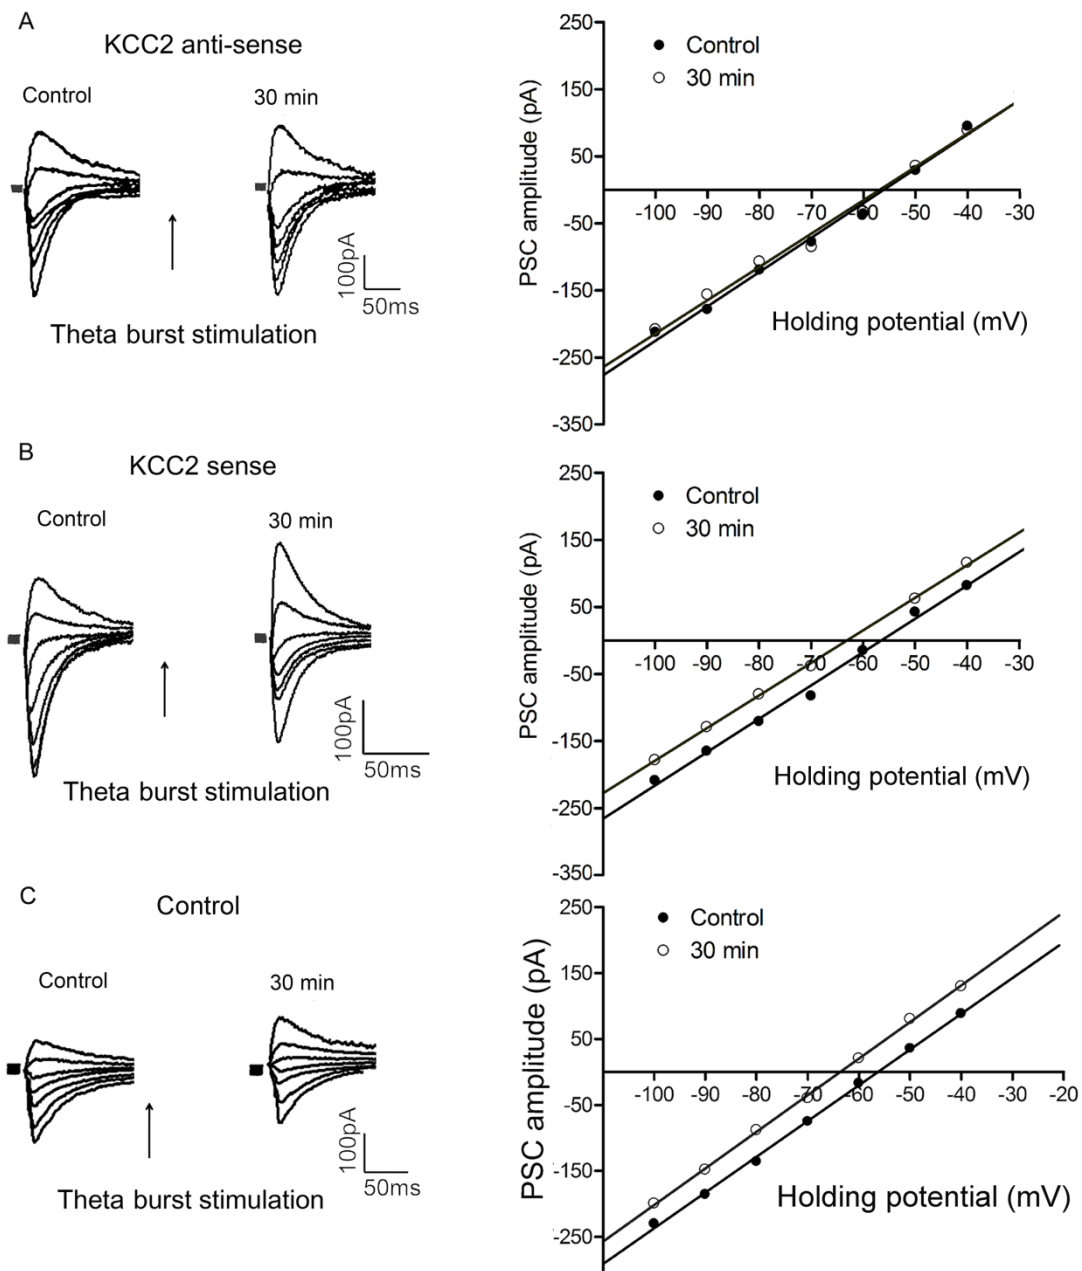 A
KCC2 anti-sense
Control
30 min
100pA
50ms
Theta burst stimulation
250
150
50
-50
-150
-250
-350
PSC amplitude (pA)
Control
30 min
-100 -90 -80 -70 -60 -50 -40 -30
Holding potential (mV)
B
KCC2 sense
Control
30 min
100pA
50ms
Theta burst stimulation
250
150
50
-50
-150
-250
-350
PSC amplitude (pA)
Control
30 min
-100 -90 -80 -70 -60 -50 -40 -30
Holding potential (mV)
C
Control
Control
30 min
100pA
50ms
Theta burst stimulation
250
150
50
-50
-150
-250
PSC amplitude (pA)
Control
30 min
-100 -90 -80 -70 -60 -50 -40 -30 -20
Holding potential (mV)